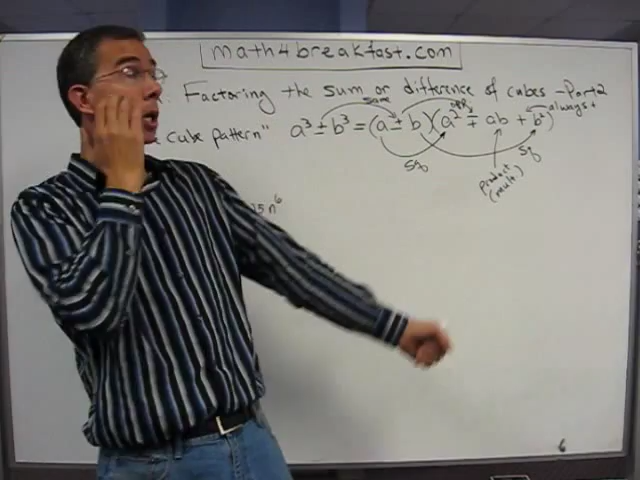 math4breakfast.com
: Factoring the sum or difference of cubes - Part 2
same opp. always +
cube pattern" a³ ± b³ = (a ± b)(a² ∓ ab + b²)
sq product sq
(mult)
5n⁶
6